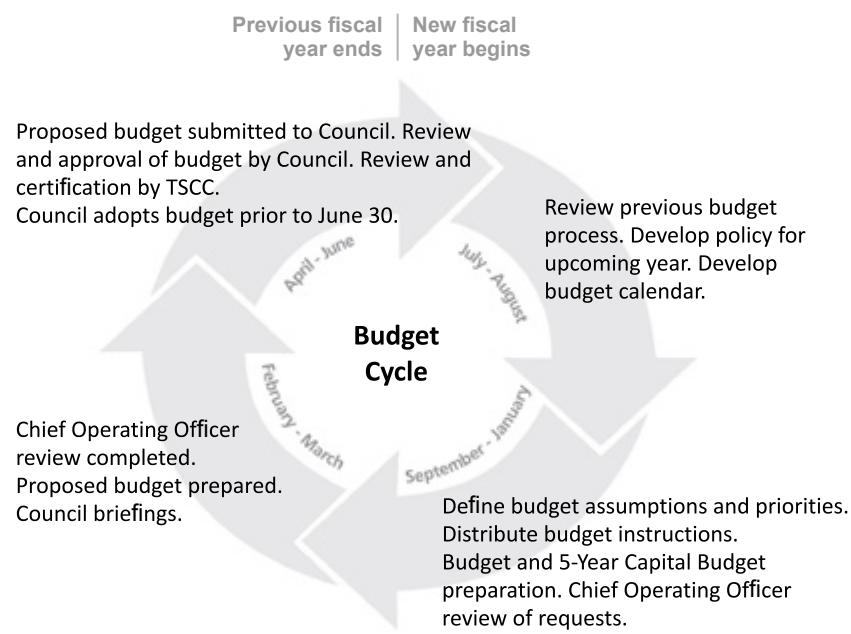 Previous fiscal
year ends
New fiscal
year begins
Proposed budget submitted to Council. Review
and approval of budget by Council. Review and
certification by TSCC.
Council adopts budget prior to June 30.
Review previous budget
process. Develop policy for
upcoming year. Develop
budget calendar.
April - June
July - August
Budget
Cycle
February - March
September - January
Chief Operating Officer
review completed.
Proposed budget prepared.
Council briefings.
Define budget assumptions and priorities.
Distribute budget instructions.
Budget and 5-Year Capital Budget
preparation. Chief Operating Officer
review of requests.